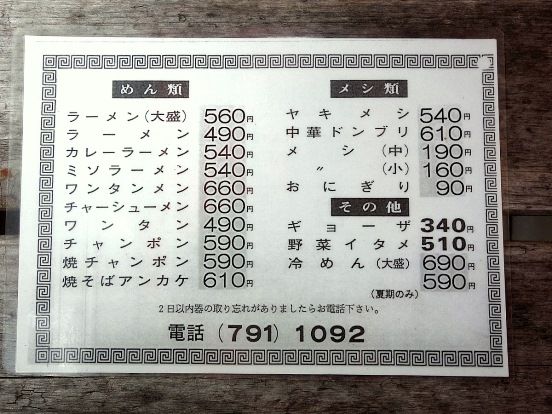 めん類
ラーメン(大盛) 560円
ラーメン 490円
カレーラーメン 540円
ミソラーメン 540円
ワンタンメン 660円
チャーシューメン 660円
ワンタン 490円
チャンポン 590円
焼チャンポン 590円
焼そばアンカケ 610円
メシ類
ヤキメシ 540円
中華ドンブリ 610円
メシ(中) 190円
〃(小) 160円
おにぎり 90円
その他
ギョーザ 340円
野菜イタメ 510円
冷めん(大盛) 690円
590円
(夏期のみ)
2日以内器の取り忘れがありましたらお電話下さい。
電話(791)1092